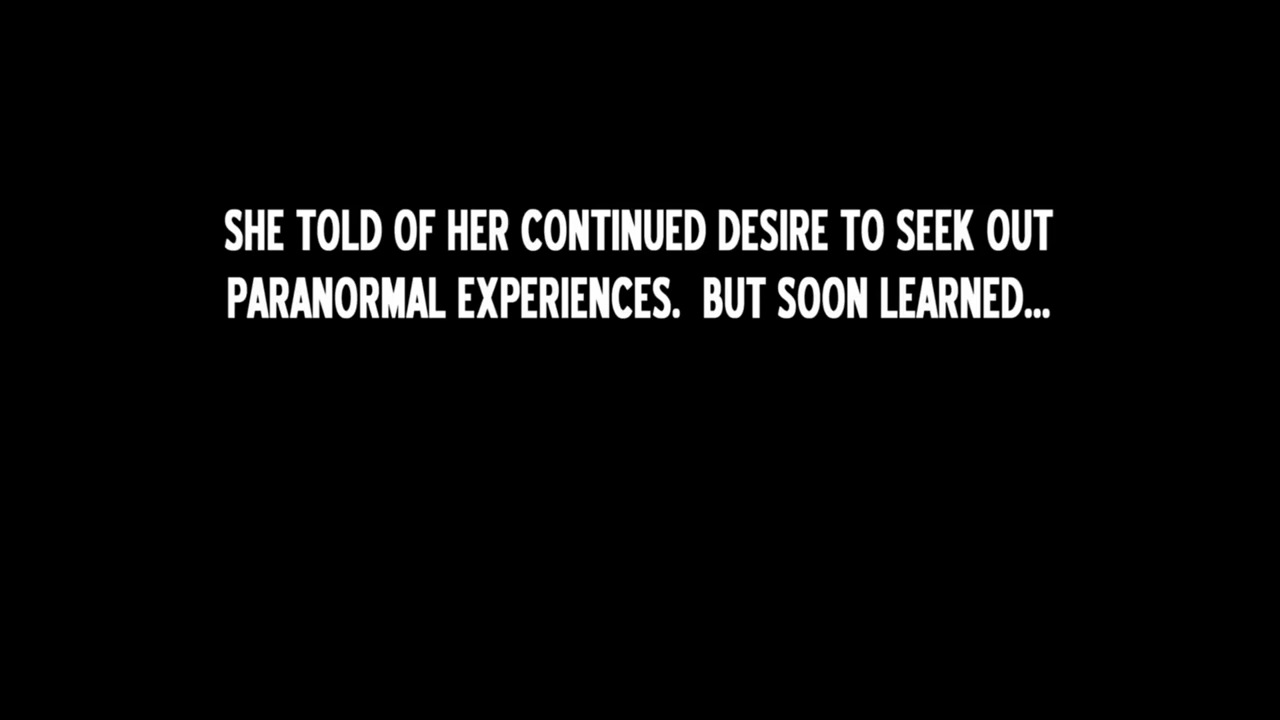 SHE TOLD OF HER CONTINUED DESIRE TO SEEK OUT
PARANORMAL EXPERIENCES.  BUT SOON LEARNED...